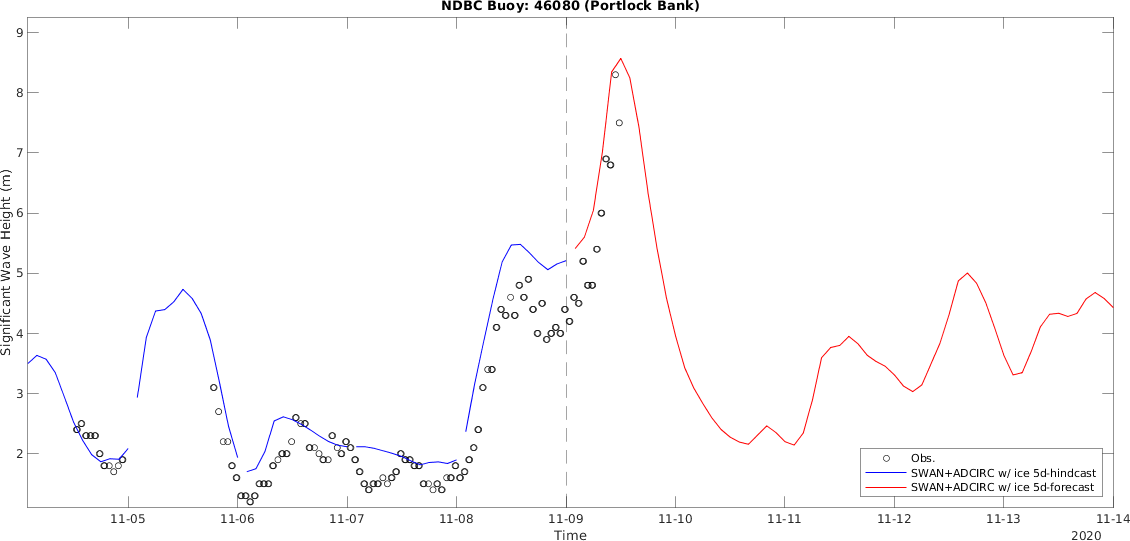 NDBC Buoy: 46080 (Portlock Bank)
9
8
7
6
5
4
3
2
Significant Wave Height (m)
Obs.
SWAN+ADCIRC w/ ice 5d-hindcast
SWAN+ADCIRC w/ ice 5d-forecast
11-05 11-06 11-07 11-08 11-09 11-10 11-11 11-12 11-13 11-14
Time
2020